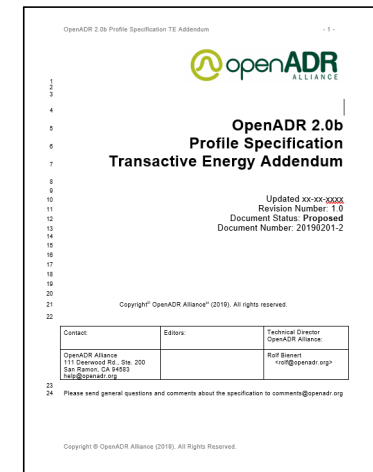 OpenADR 2.0b Profile Specification TE Addendum - 1 -
openADR
ALLIANCE
1
2
3
4
5 OpenADR 2.0b
6 Profile Specification
7 Transactive Energy Addendum
8
9
10 Updated xx-xx-xxxx
11 Revision Number: 1.0
12 Document Status: Proposed
13 Document Number: 20190201-2
14
15
16
17
18
19
20
21 Copyright© OpenADR Alliance™ (2019). All rights reserved.
22
Contact: Editors: Technical Director
OpenADR Alliance:
OpenADR Alliance Rolf Bienert
111 Deerwood Rd., Ste. 200 <rolf@openadr.org>
San Ramon, CA 94583
help@openadr.org
23
24 Please send general questions and comments about the specification to comments@openadr.org
Copyright © OpenADR Alliance (2019). All Rights Reserved.